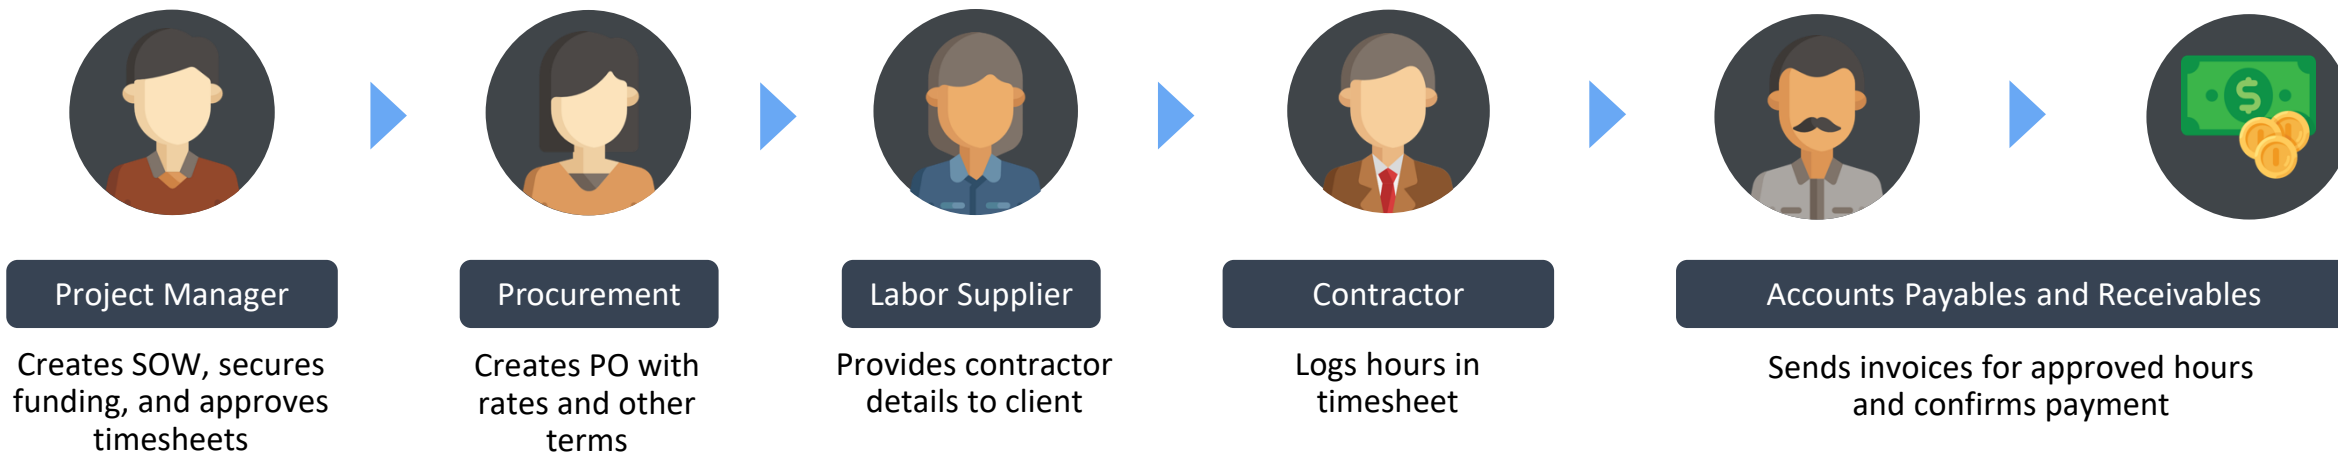 Project Manager
Creates SOW, secures
funding, and approves
timesheets
Procurement
Creates PO with
rates and other
terms
Labor Supplier
Provides contractor
details to client
Contractor
Logs hours in
timesheet
Accounts Payables and Receivables
Sends invoices for approved hours
and confirms payment
$